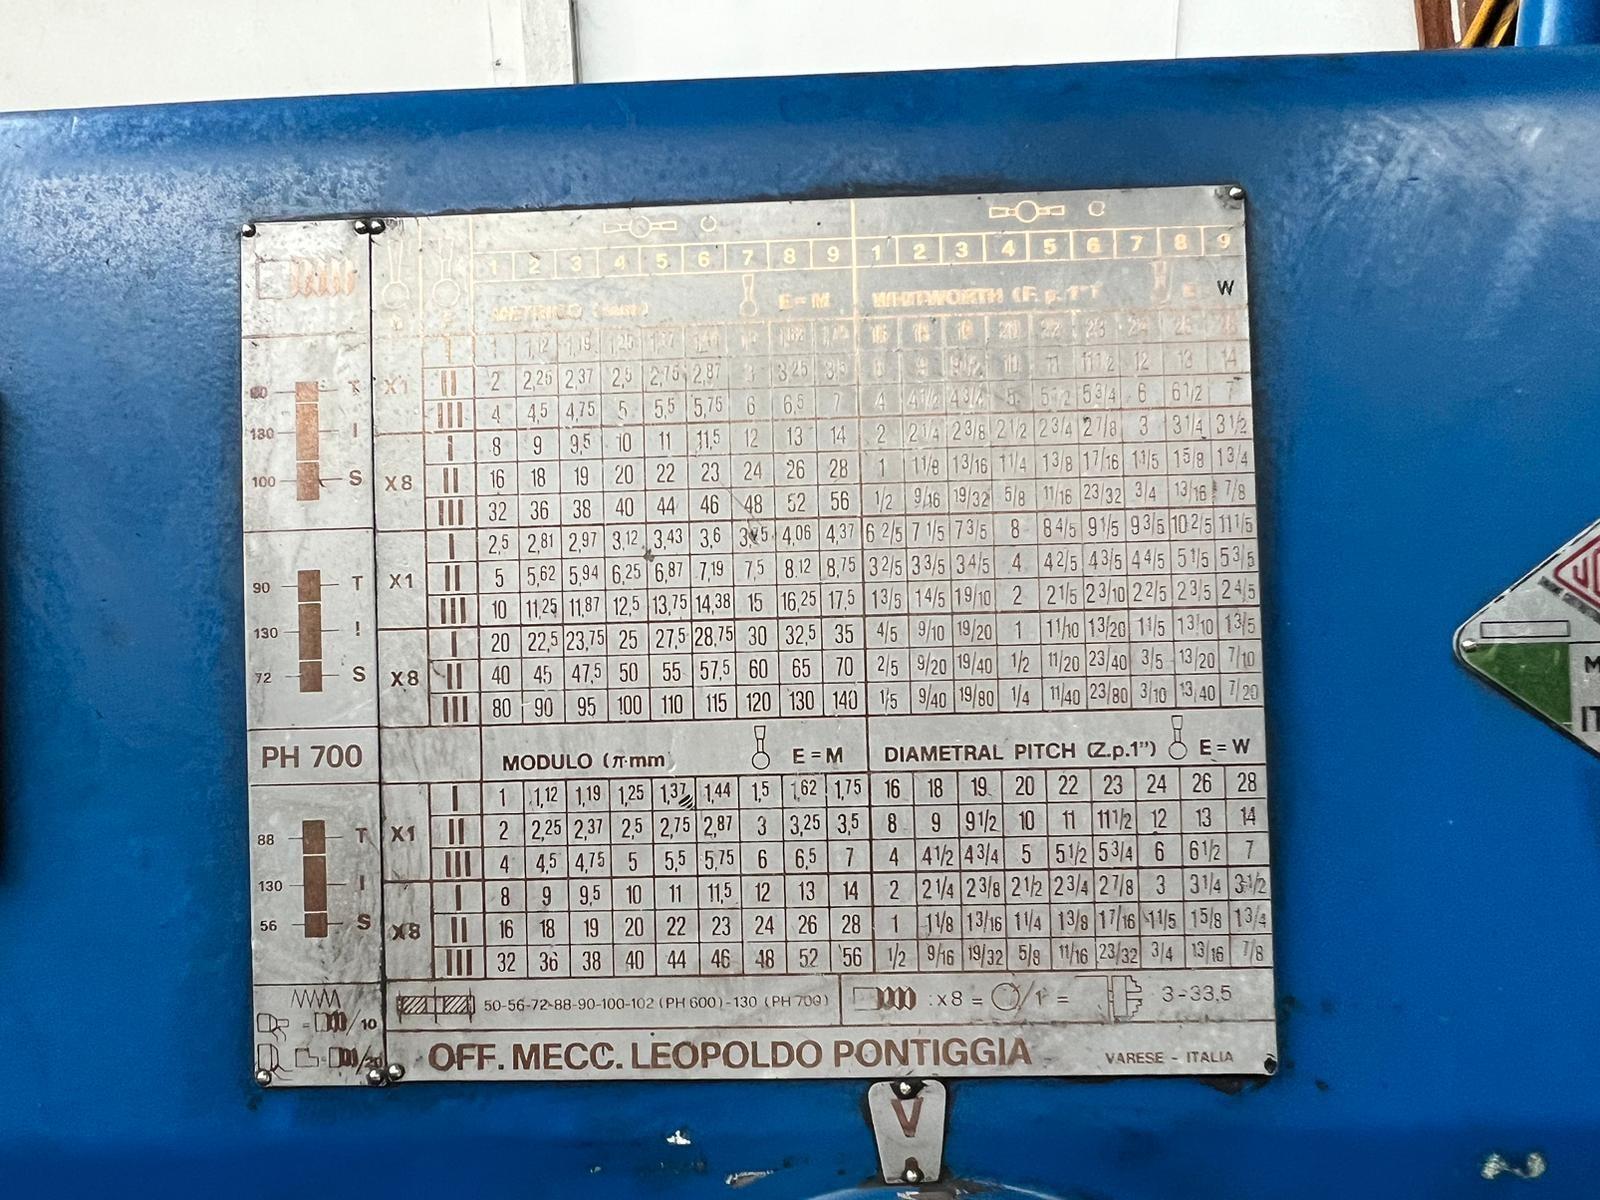 1 2 3 4 5 6 7 8 9 1 2 3 4 5 6 7 8 9
METRICO (mm) E = M WHITWORTH (F. p. 1") E W
I 1 1,12 1,19 1,25 1,37 20 22 23
X1 II 2 2,25 2,37 2,5 2,75 2,87 3 3,25 3,5 8 9 9 1/2 10 11 11 1/2 12 13 14
III 4 4,5 4,75 5 5,5 5,75 6 6,5 7 4 4 1/2 4 3/4 5 5 1/2 5 3/4 6 6 1/2 7
I 8 9 9,5 10 11 11,5 12 13 14 2 2 1/4 2 3/8 2 1/2 2 3/4 2 7/8 3 3 1/4 3 1/2
X8 II 16 18 19 20 22 23 24 26 28 1 1 1/8 1 3/16 1 1/4 1 3/8 1 7/16 1 1/5 1 5/8 1 3/4
III 32 36 38 40 44 46 48 52 56 1/2 9/16 19/32 5/8 11/16 23/32 3/4 13/16 7/8
T
130 I
100 S
I 2,5 2,81 2,97 3,12 3,43 3,6 3,75 4,06 4,37 6 2/5 7 1/5 7 3/5 8 8 4/5 9 1/5 9 3/5 10 2/5 11 1/5
X1 II 5 5,62 5,94 6,25 6,87 7,19 7,5 8,12 8,75 3 2/5 3 3/5 3 4/5 4 4 2/5 4 3/5 4 4/5 5 1/5 5 3/5
III 10 11,25 11,87 12,5 13,75 14,38 15 16,25 17,5 1 3/5 1 4/5 1 9/10 2 2 1/5 2 3/10 2 2/5 2 3/5 2 4/5
I 20 22,5 23,75 25 27,5 28,75 30 32,5 35 4/5 9/10 19/20 1 1 1/10 1 3/20 1 1/5 1 3/10 1 3/5
X8 II 40 45 47,5 50 55 57,5 60 65 70 2/5 9/20 19/40 1/2 11/20 23/40 3/5 13/20 7/10
III 80 90 95 100 110 115 120 130 140 1/5 9/40 19/80 1/4 11/40 23/80 3/10 13/40 7/20
90 T
130 I
72 S
PH 700 MODULO (π·mm) E = M DIAMETRAL PITCH (Z.p.1") E = W
I 1 1,12 1,19 1,25 1,37 1,44 1,5 1,62 1,75 16 18 19 20 22 23 24 26 28
X1 II 2 2,25 2,37 2,5 2,75 2,87 3 3,25 3,5 8 9 9 1/2 10 11 11 1/2 12 13 14
III 4 4,5 4,75 5 5,5 5,75 6 6,5 7 4 4 1/2 4 3/4 5 5 1/2 5 3/4 6 6 1/2 7
I 8 9 9,5 10 11 11,5 12 13 14 2 2 1/4 2 3/8 2 1/2 2 3/4 2 7/8 3 3 1/4 3 1/2
X8 II 16 18 19 20 22 23 24 26 28 1 1 1/8 1 3/16 1 1/4 1 3/8 1 7/16 1 1/5 1 5/8 1 3/4
III 32 36 38 40 44 46 48 52 56 1/2 9/16 19/32 5/8 11/16 23/32 3/4 13/16 7/8
88 T
130 I
56 S
50-56-72-88-90-100-102 (PH 600)-130 (PH 700) : x8 = /1 = 3-33,5
= /10
/20
OFF. MECC. LEOPOLDO PONTIGGIA VARESE - ITALIA
V